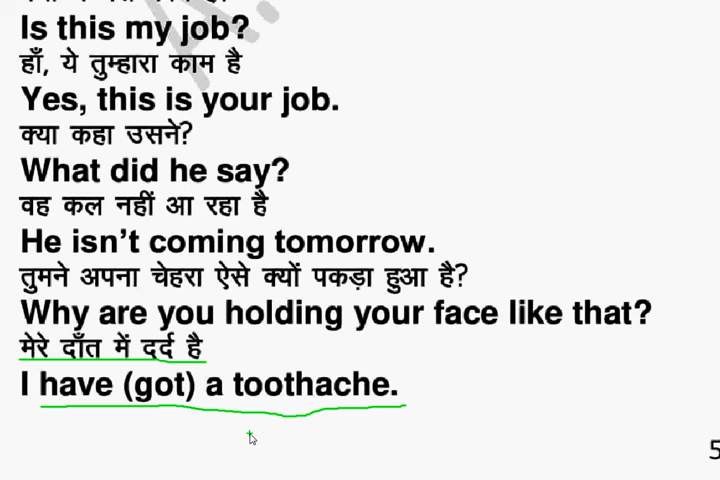 Is this my job?
हाँ, ये तुम्हारा काम है
Yes, this is your job.
क्या कहा उसने?
What did he say?
वह कल नहीं आ रहा है
He isn't coming tomorrow.
तुमने अपना चेहरा ऐसे क्यों पकड़ा हुआ है?
Why are you holding your face like that?
मेरे दाँत में दर्द है
I have (got) a toothache.
5